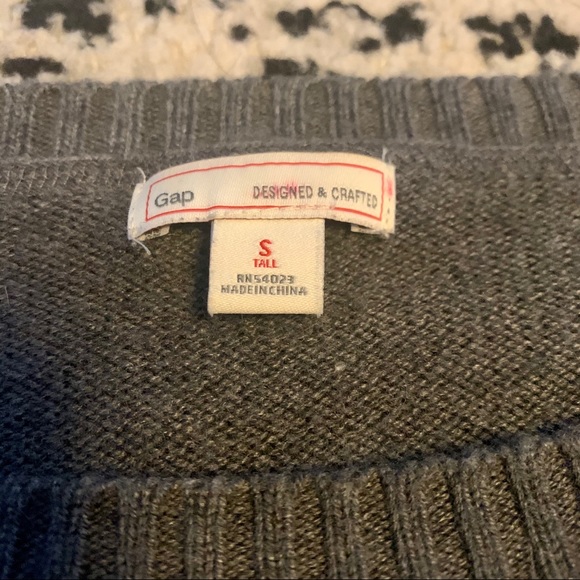 Gap
DESIGNED & CRAFTED
S
TALL
RN54023
MADEINCHINA